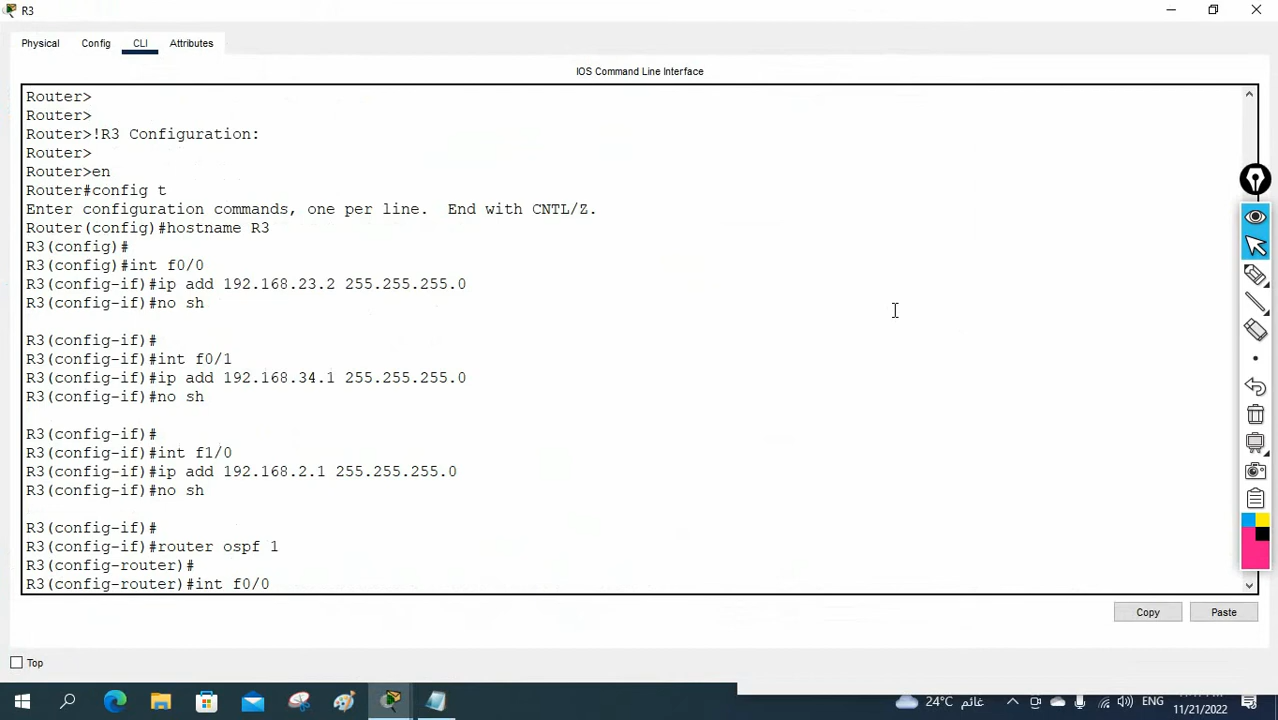 R3
Physical
Config
CLI
Attributes
IOS Command Line Interface
Router>
Router>
Router>!R3 Configuration:
Router>
Router>en
Router#config t
Enter configuration commands, one per line.  End with CNTL/Z.
Router(config)#hostname R3
R3(config)#
R3(config)#int f0/0
R3(config-if)#ip add 192.168.23.2 255.255.255.0
R3(config-if)#no sh
R3(config-if)#
R3(config-if)#int f0/1
R3(config-if)#ip add 192.168.34.1 255.255.255.0
R3(config-if)#no sh
R3(config-if)#
R3(config-if)#int f1/0
R3(config-if)#ip add 192.168.2.1 255.255.255.0
R3(config-if)#no sh
R3(config-if)#
R3(config-if)#router ospf 1
R3(config-router)#
R3(config-router)#int f0/0
Copy
Paste
Top
24°C غائم
ENG
11/21/2022